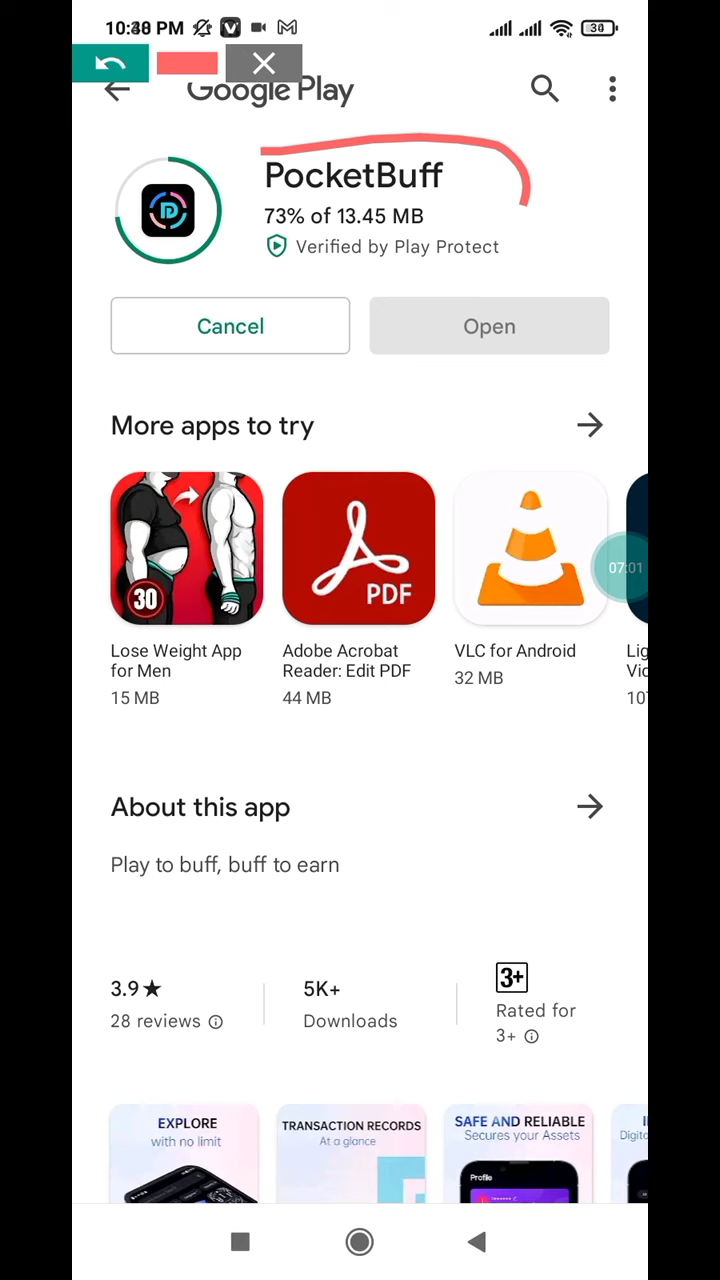 PM
34
Google Play
PocketBuff
73% of 13.45 MB
Verified by Play Protect
Cancel
Open
More apps to try
30
PDF
07:01
Lose Weight App
for Men
15 MB
Adobe Acrobat
Reader: Edit PDF
44 MB
VLC for Android
32 MB
Lig
Vic
10
About this app
Play to buff, buff to earn
3.9★
28 reviews
5K+
Downloads
3+
Rated for
3+
EXPLORE
with no limit
TRANSACTION RECORDS
At a glance
SAFE AND RELIABLE
Secures your Assets
Profile
Digita